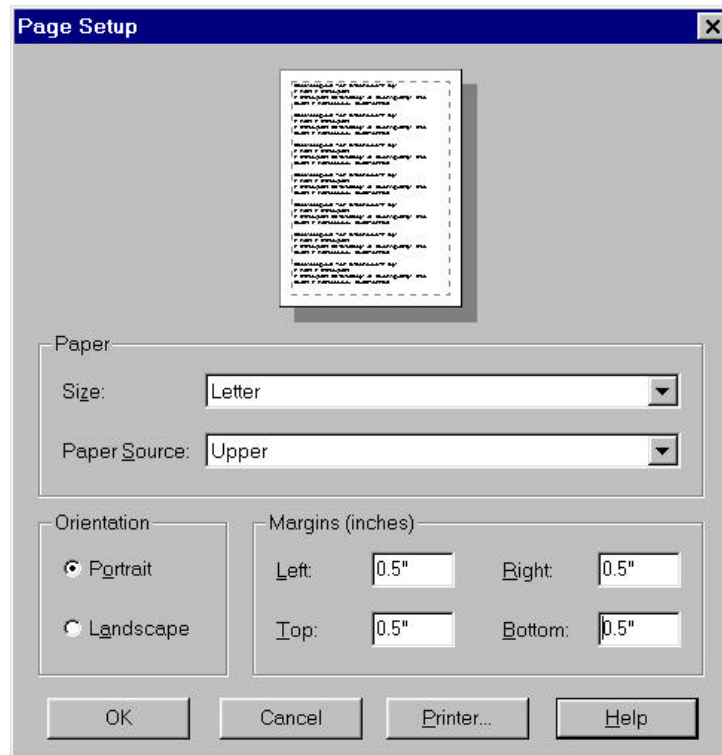 Page Setup
Paper
Size: Letter
Paper Source: Upper
Orientation
Portrait
Landscape
Margins (inches)
Left: 0.5" Right: 0.5"
Top: 0.5" Bottom: 0.5"
OK Cancel Printer... Help